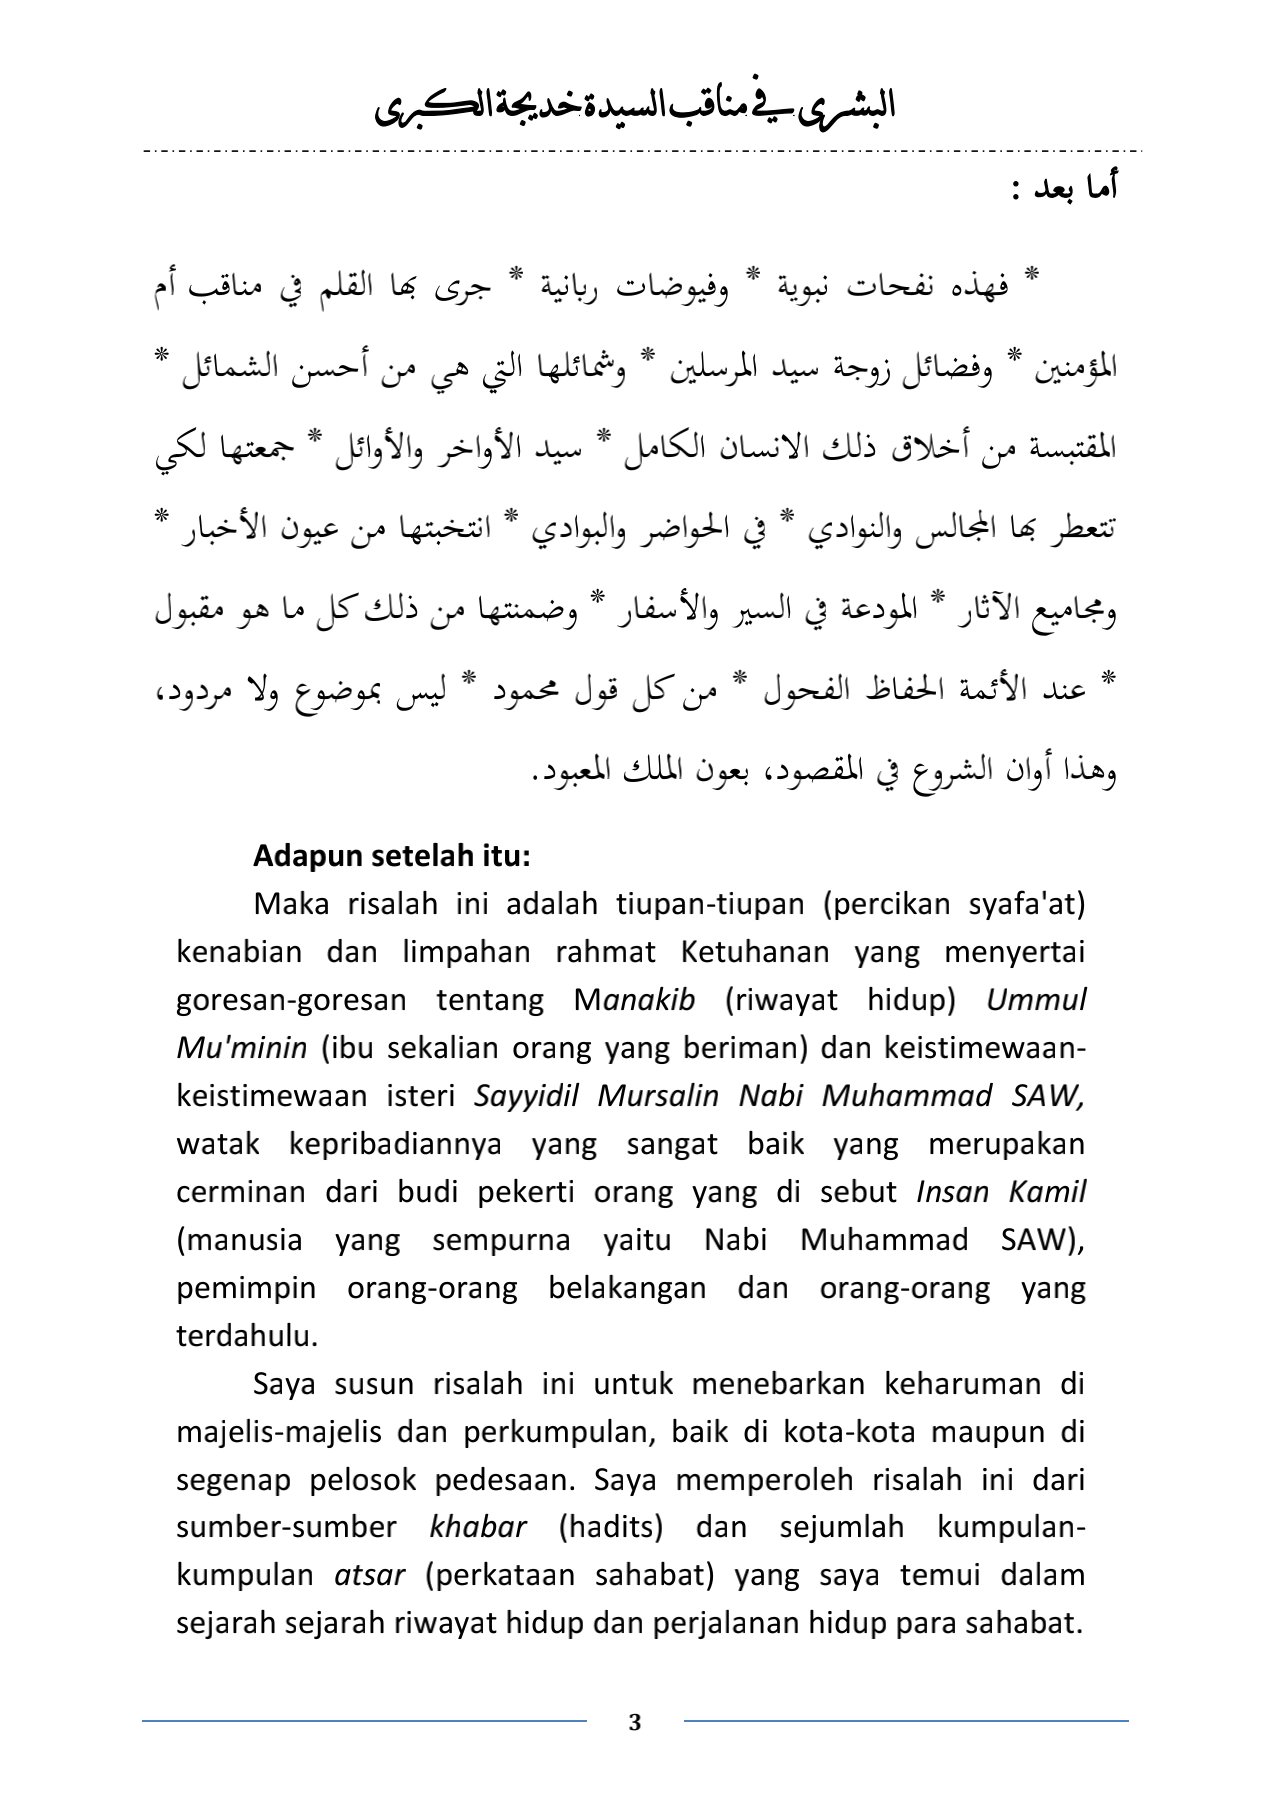 البشرى في مناقب السيدة خديجة الكبرى
أما بعد :
* فهذه نفحات نبوية * وفيوضات ربانية * جرى بها القلم في مناقب أم
المؤمنين * وفضائل زوجة سيد المرسلين * وشمائلها التي هي من أحسن الشمائل *
المقتبسة من أخلاق ذلك الانسان الكامل * سيد الأواخر والأوائل * جمعتها لكي
تتعطر بها المجالس والنوادي * في الحواضر والبوادي * انتخبتها من عيون الأخبار *
ومجاميع الآثار * المودعة في السير والأسفار * وضمنتها من ذلك كل ما هو مقبول
* عند الأئمة الحفاظ الفحول * من كل قول محمود * ليس بموضوع ولا مردود،
وهذا أوان الشروع في المقصود، بعون الملك المعبود.
Adapun setelah itu:
Maka risalah ini adalah tiupan-tiupan (percikan syafa'at)
kenabian dan limpahan rahmat Ketuhanan yang menyertai
goresan-goresan tentang Manakib (riwayat hidup) Ummul
Mu'minin (ibu sekalian orang yang beriman) dan keistimewaan-
keistimewaan isteri Sayyidil Mursalin Nabi Muhammad SAW,
watak kepribadiannya yang sangat baik yang merupakan
cerminan dari budi pekerti orang yang di sebut Insan Kamil
(manusia yang sempurna yaitu Nabi Muhammad SAW),
pemimpin orang-orang belakangan dan orang-orang yang
terdahulu.
Saya susun risalah ini untuk menebarkan keharuman di
majelis-majelis dan perkumpulan, baik di kota-kota maupun di
segenap pelosok pedesaan. Saya memperoleh risalah ini dari
sumber-sumber khabar (hadits) dan sejumlah kumpulan-
kumpulan atsar (perkataan sahabat) yang saya temui dalam
sejarah sejarah riwayat hidup dan perjalanan hidup para sahabat.
3